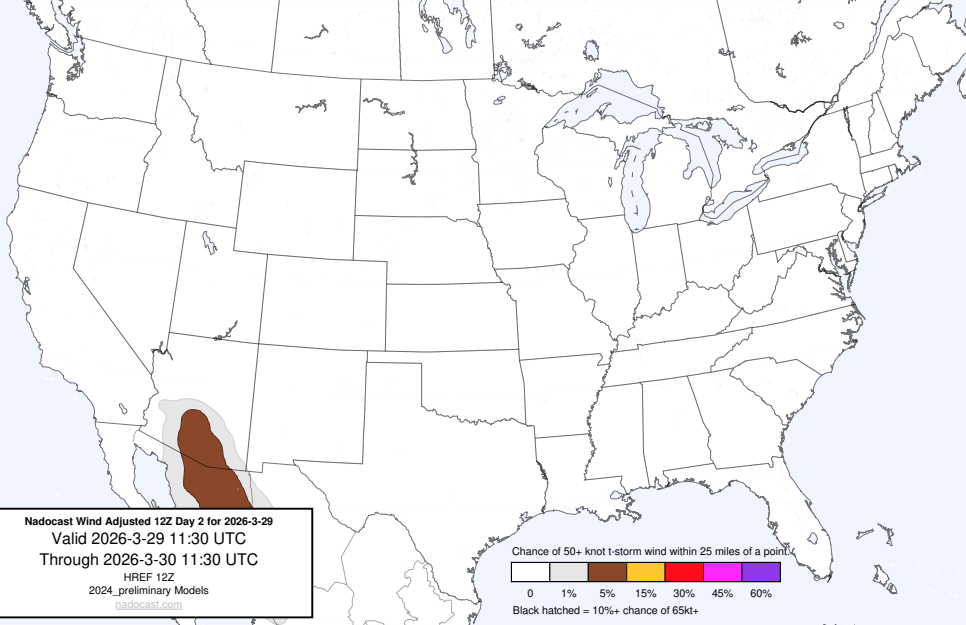 Nadocast Wind Adjusted 12Z Day 2 for 2026-3-29
Valid 2026-3-29 11:30 UTC
Through 2026-3-30 11:30 UTC
HREF 12Z
2024_preliminary Models
nadocast.com
Chance of 50+ knot t-storm wind within 25 miles of a point.
0 1% 5% 15% 30% 45% 60%
Black hatched = 10%+ chance of 65kt+